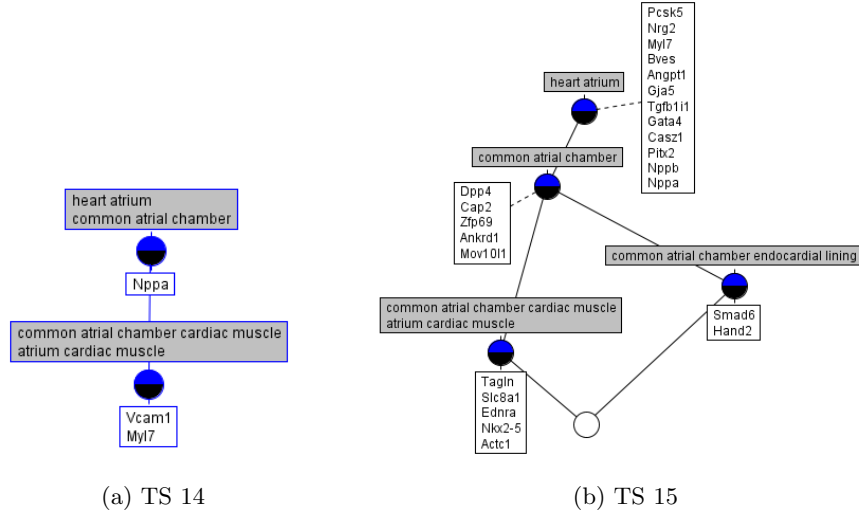 heart atrium
common atrial chamber
Nppa
common atrial chamber cardiac muscle
atrium cardiac muscle
Vcam1
Myl7
(a) TS 14
Pcsk5
Nrg2
Myl7
Bves
Angpt1
Gja5
Tgfb1i1
Gata4
Casz1
Pitx2
Nppb
Nppa
heart atrium
common atrial chamber
Dpp4
Cap2
Zfp69
Ankrd1
Mov10l1
common atrial chamber endocardial lining
Smad6
Hand2
common atrial chamber cardiac muscle
atrium cardiac muscle
Tagln
Slc8a1
Ednra
Nkx2-5
Actc1
(b) TS 15